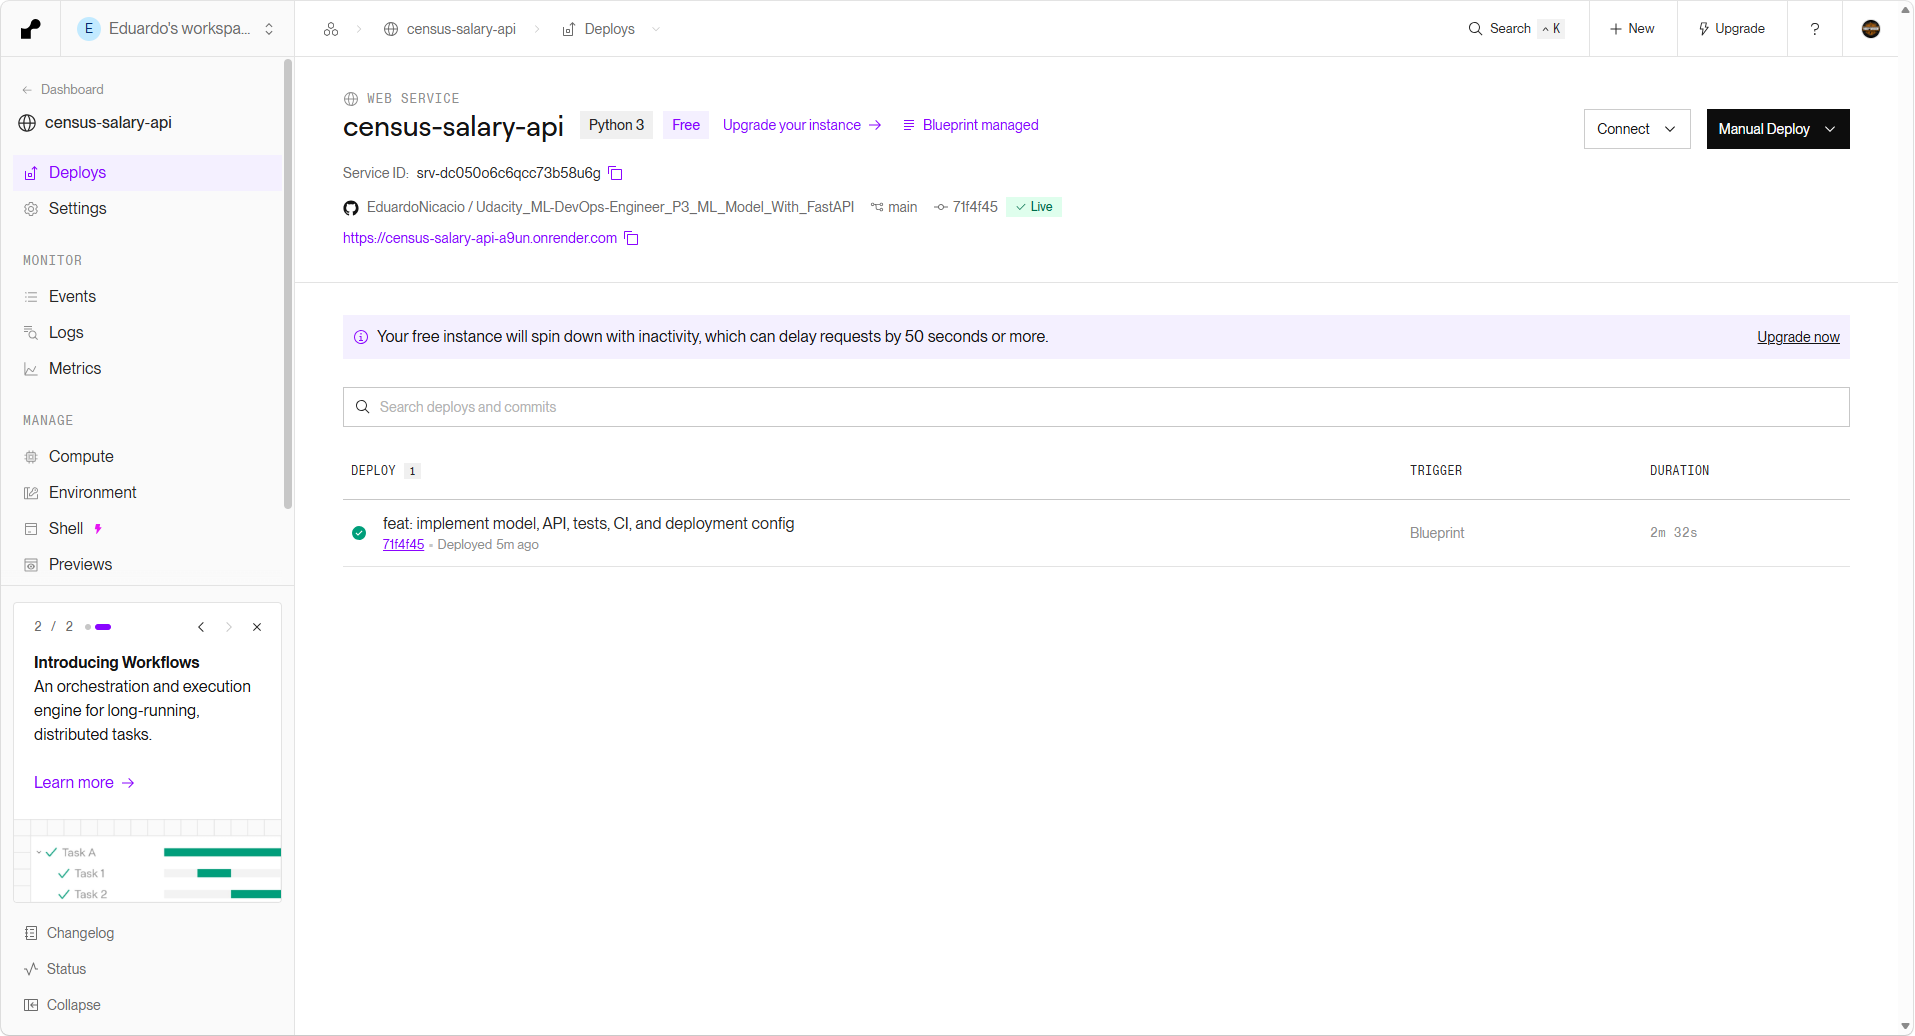 E Eduardo's workspa...
census-salary-api
Deploys
Search ^ K
New
Upgrade
?
Dashboard
census-salary-api
Deploys
Settings
MONITOR
Events
Logs
Metrics
MANAGE
Compute
Environment
Shell
Previews
2 / 2
Introducing Workflows
An orchestration and execution
engine for long-running,
distributed tasks.
Learn more →
Task A
Task 1
Task 2
Changelog
Status
Collapse
WEB SERVICE
census-salary-api Python 3 Free Upgrade your instance → Blueprint managed
Connect
Manual Deploy
Service ID: srv-dc050o6c6qcc73b58u6g
EduardoNicacio / Udacity_ML-DevOps-Engineer_P3_ML_Model_With_FastAPI main 71f4f45 Live
https://census-salary-api-a9un.onrender.com
Your free instance will spin down with inactivity, which can delay requests by 50 seconds or more. Upgrade now
Search deploys and commits
DEPLOY 1 TRIGGER DURATION
feat: implement model, API, tests, CI, and deployment config
71f4f45 • Deployed 5m ago
Blueprint
2m 32s